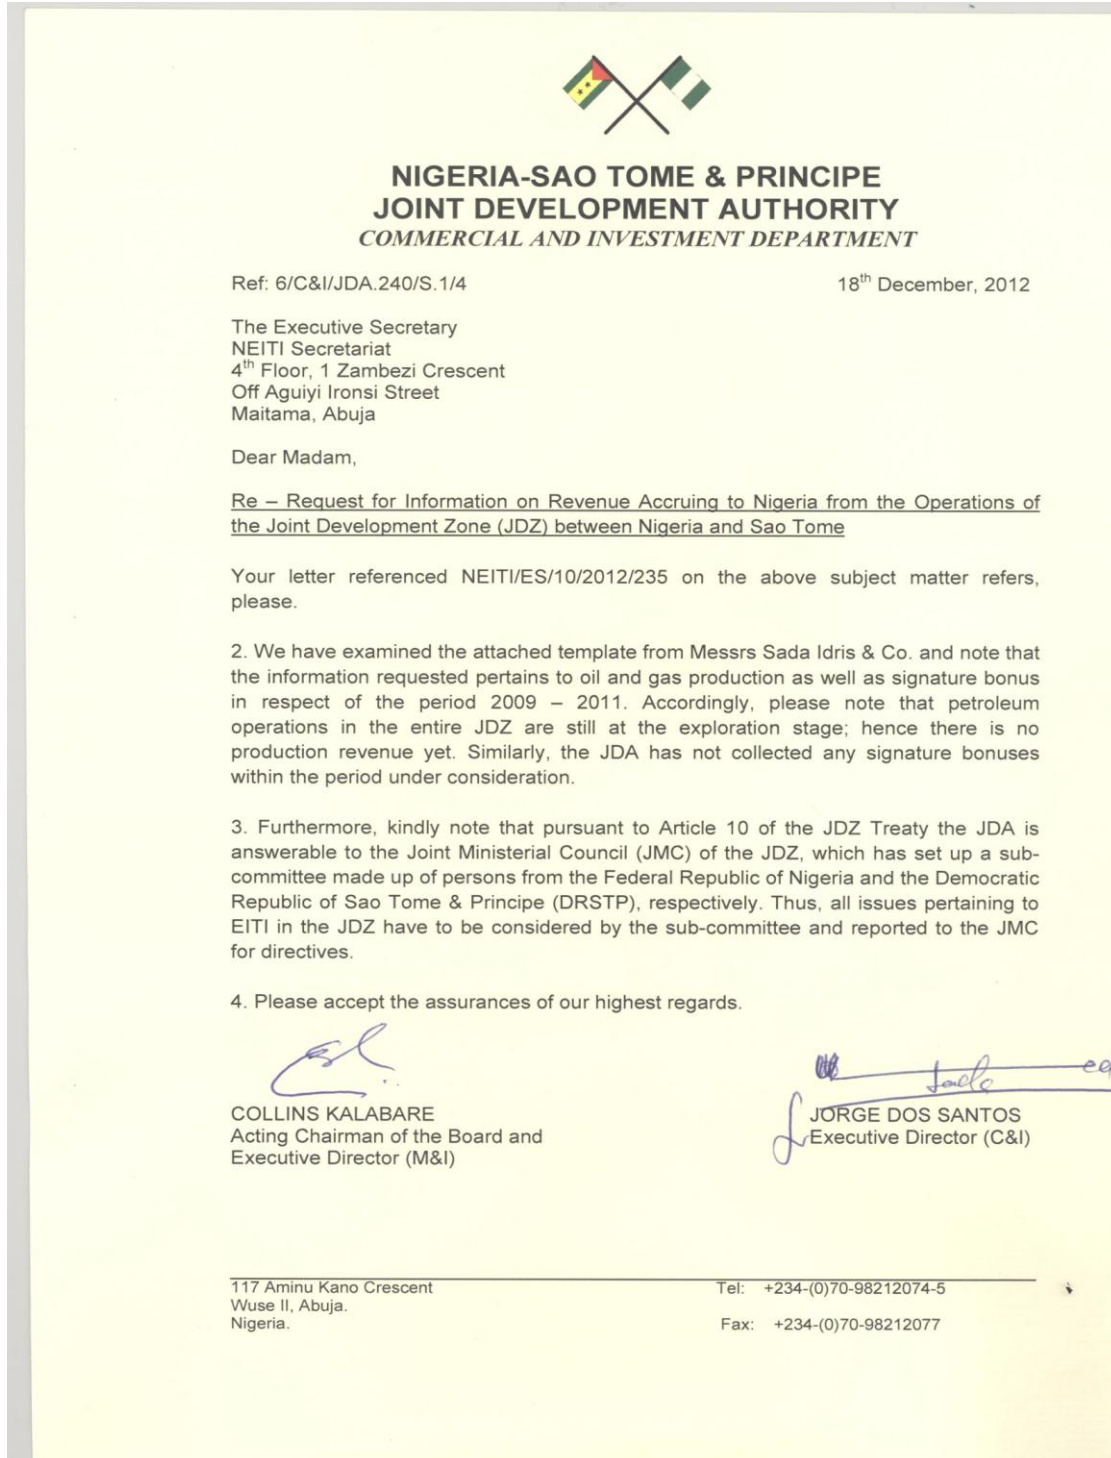 NIGERIA-SAO TOME & PRINCIPE
JOINT DEVELOPMENT AUTHORITY
COMMERCIAL AND INVESTMENT DEPARTMENT
Ref: 6/C&I/JDA.240/S.1/4 18th December, 2012
The Executive Secretary
NEITI Secretariat
4th Floor, 1 Zambezi Crescent
Off Aguiyi Ironsi Street
Maitama, Abuja
Dear Madam,
Re – Request for Information on Revenue Accruing to Nigeria from the Operations of
the Joint Development Zone (JDZ) between Nigeria and Sao Tome
Your letter referenced NEITI/ES/10/2012/235 on the above subject matter refers,
please.
2. We have examined the attached template from Messrs Sada Idris & Co. and note that
the information requested pertains to oil and gas production as well as signature bonus
in respect of the period 2009 – 2011. Accordingly, please note that petroleum
operations in the entire JDZ are still at the exploration stage; hence there is no
production revenue yet. Similarly, the JDA has not collected any signature bonuses
within the period under consideration.
3. Furthermore, kindly note that pursuant to Article 10 of the JDZ Treaty the JDA is
answerable to the Joint Ministerial Council (JMC) of the JDZ, which has set up a sub-
committee made up of persons from the Federal Republic of Nigeria and the Democratic
Republic of Sao Tome & Principe (DRSTP), respectively. Thus, all issues pertaining to
EITI in the JDZ have to be considered by the sub-committee and reported to the JMC
for directives.
4. Please accept the assurances of our highest regards.
COLLINS KALABARE JORGE DOS SANTOS
Acting Chairman of the Board and Executive Director (C&I)
Executive Director (M&I)
117 Aminu Kano Crescent Tel: +234-(0)70-98212074-5
Wuse II, Abuja.
Nigeria. Fax: +234-(0)70-98212077